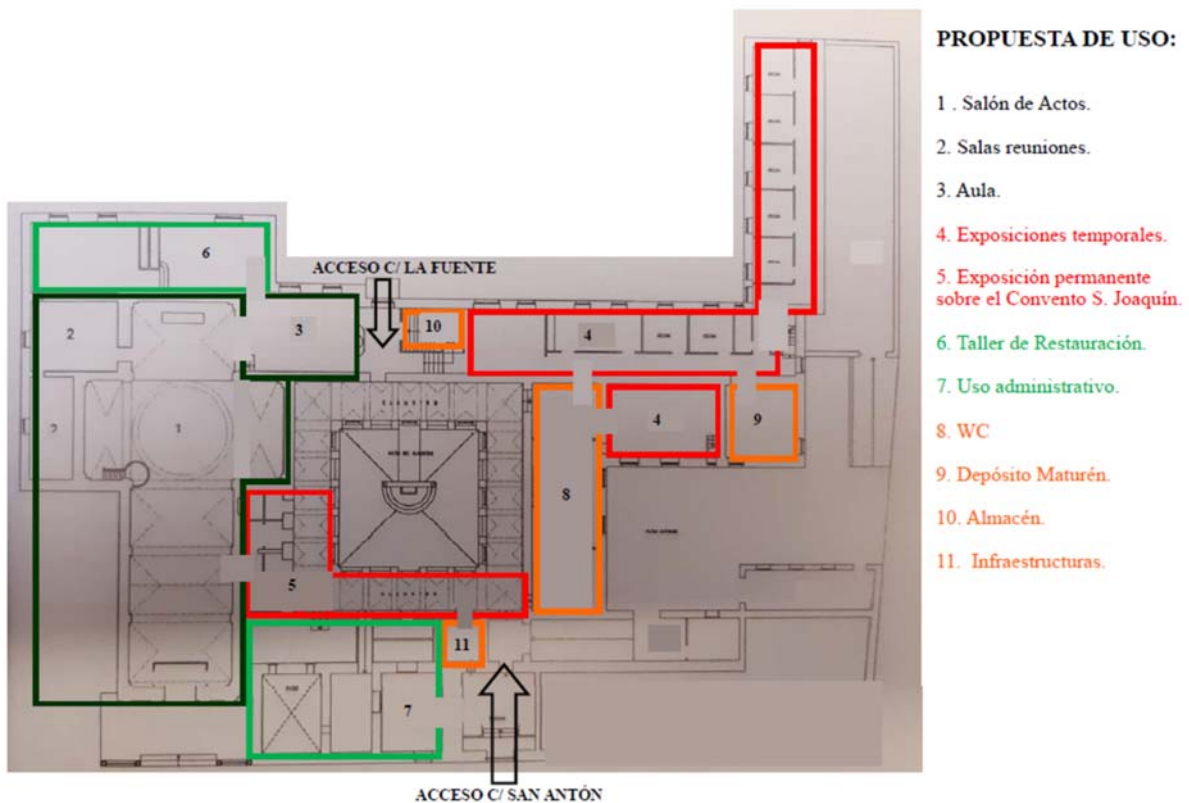 PROPUESTA DE USO:
1 . Salón de Actos.
2. Salas reuniones.
3. Aula.
4. Exposiciones temporales.
5. Exposición permanente
sobre el Convento S. Joaquín.
6. Taller de Restauración.
7. Uso administrativo.
8. WC
9. Depósito Maturén.
10. Almacén.
11. Infraestructuras.
6
ACCESO C/ LA FUENTE
2
3
10
4
2
1
4
9
8
5
11
7
ACCESO C/ SAN ANTÓN